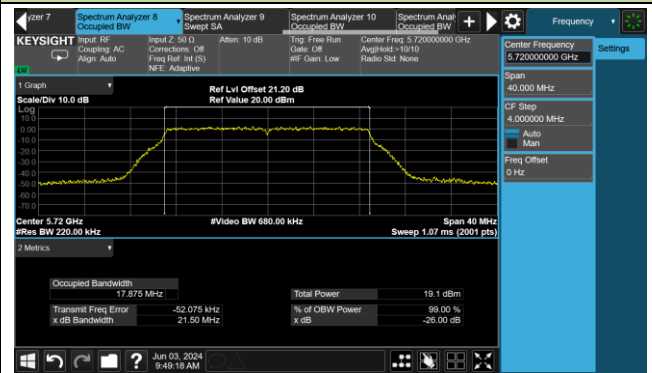 yzer 7
Spectrum Analyzer 8
Occupied BW
Spectrum Analyzer 9
Swept SA
Spectrum Analyzer 10
Occupied BW
Spectrum Anal
Occupied BW
Frequency
KEYSIGHT
Input: RF
Coupling: AC
Align: Auto
Input Z: 50 Ω
Corrections: Off
Freq Ref: Int (S)
NFE: Adaptive
Atten: 10 dB
Trig: Free Run
Gate: Off
#IF Gain: Low
Center Freq: 5.720000000 GHz
Avg|Hold:>10/10
Radio Std: None
Center Frequency
5.720000000 GHz
Settings
Span
40.000 MHz
CF Step
4.000000 MHz
Auto
Man
Freq Offset
0 Hz
1 Graph
Scale/Div 10.0 dB
Ref Lvl Offset 21.20 dB
Ref Value 20.00 dBm
Log
10.0
0.00
-10.0
-20.0
-30.0
-40.0
-50.0
-60.0
-70.0
Center 5.72 GHz
#Video BW 680.00 kHz
Span 40 MHz
#Res BW 220.00 kHz
Sweep 1.07 ms (2001 pts)
2 Metrics
Occupied Bandwidth
17.875 MHz
Total Power 19.1 dBm
Transmit Freq Error -52.075 kHz
% of OBW Power 99.00 %
x dB Bandwidth 21.50 MHz
x dB -26.00 dB
Jun 03, 2024
9:49:18 AM